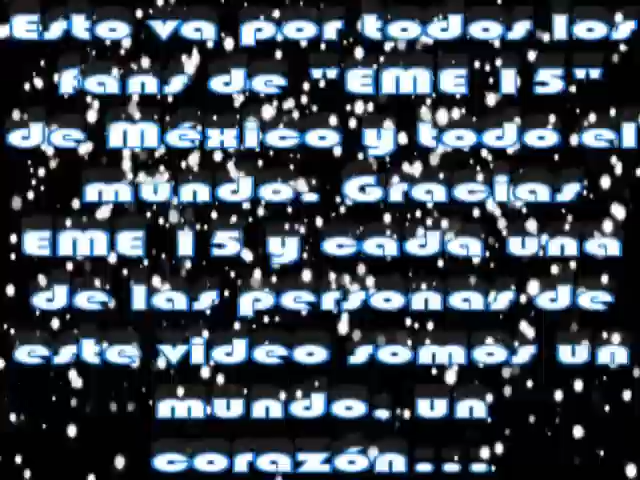 Esto va por todos los
fans de "EME 15"
de México y todo el
mundo. Gracias
EME 15 y cada una
de las personas de
este video somos un
mundo, un
corazón...